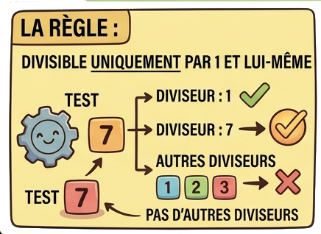 LA RÈGLE :
DIVISIBLE UNIQUEMENT PAR 1 ET LUI-MÊME
TEST
7
DIVISEUR : 1
DIVISEUR : 7
AUTRES DIVISEURS
1 2 3
TEST 7
PAS D'AUTRES DIVISEURS